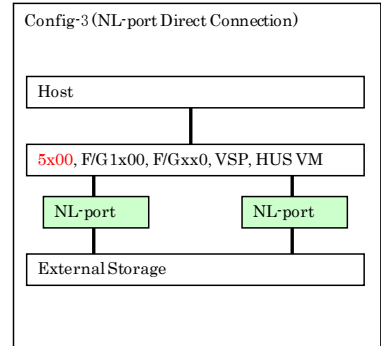 Config-3 (NL-port Direct Connection)
Host
5x00, F/G1x00, F/Gxx0, VSP, HUS VM
NL-port NL-port
External Storage